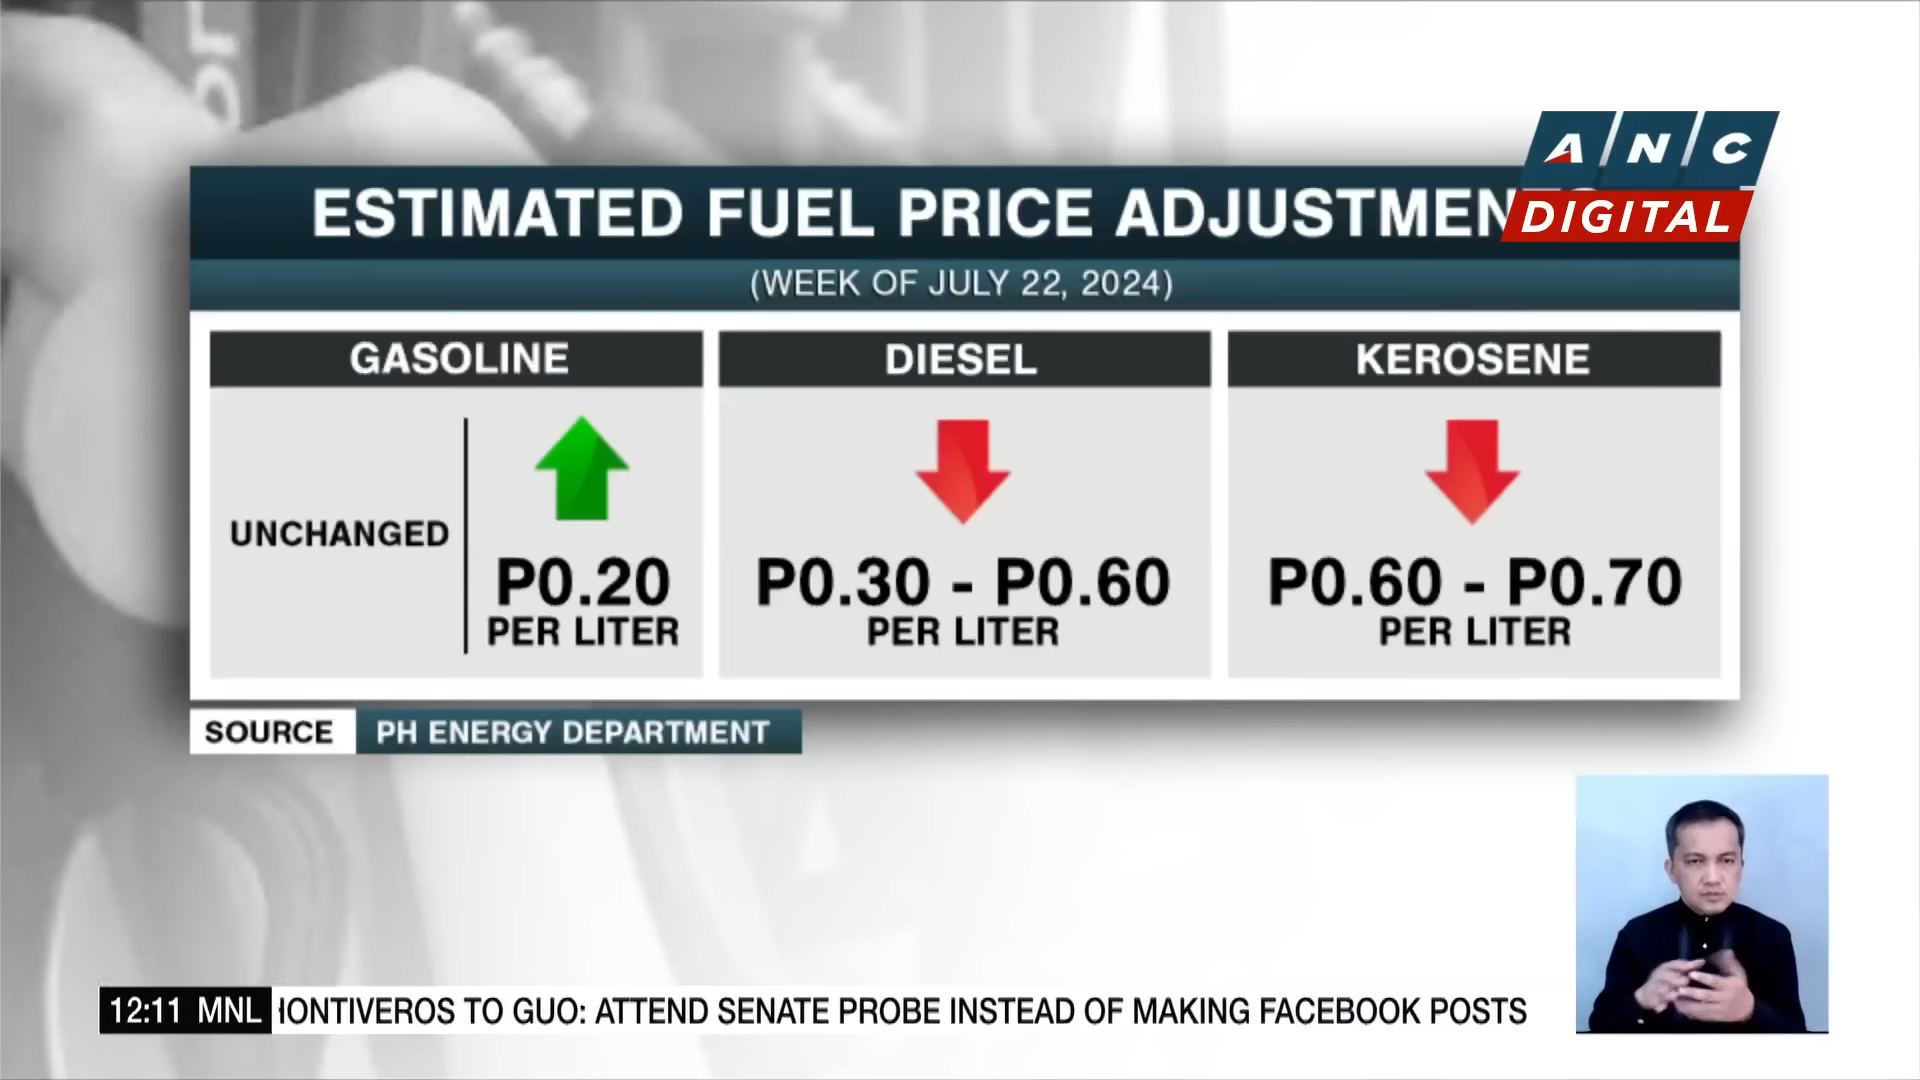 ANC
DIGITAL
ESTIMATED FUEL PRICE
(WEEK OF JULY 22, 2024)
GASOLINE
UNCHANGED
P0.20
PER LITER
DIESEL
P0.30 - P0.60
PER LITER
KEROSENE
P0.60 - P0.70
PER LITER
SOURCE
PH ENERGY DEPARTMENT
12:11 MNL
TO GUO: ATTEND SENATE PROBE INSTEAD OF MAKING FACEBOOK POSTS